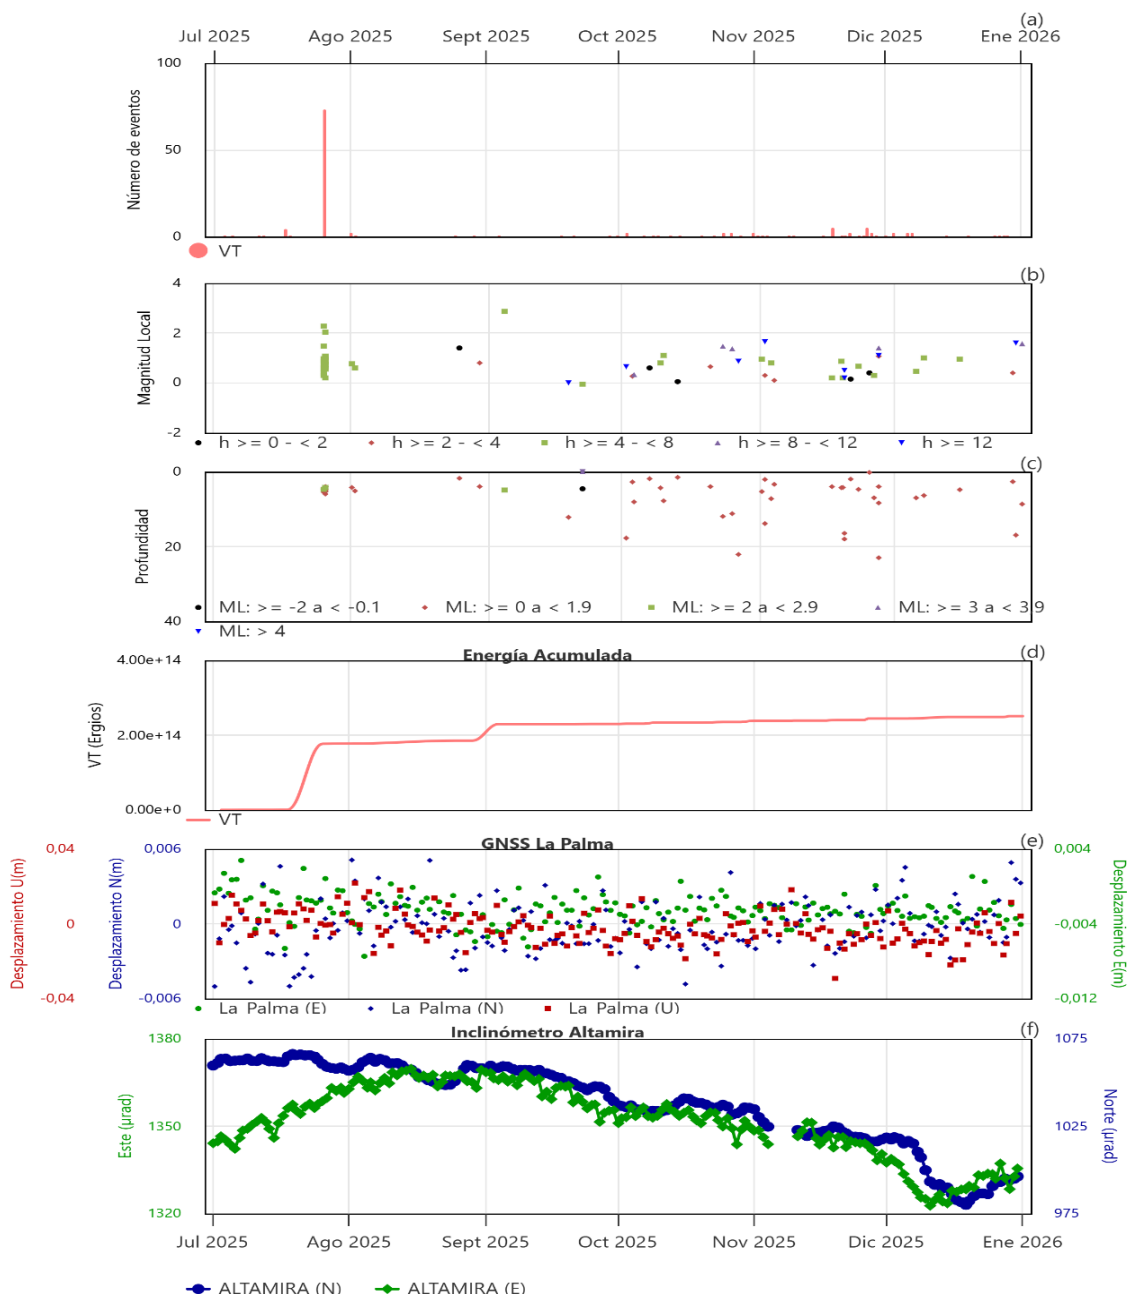 (a)
Jul 2025 Ago 2025 Sept 2025 Oct 2025 Nov 2025 Dic 2025 Ene 2026
100
50
0
Número de eventos
VT
(b)
4
2
0
-2
Magnitud Local
h >= 0 - < 2 h >= 2 - < 4 h >= 4 - < 8 h >= 8 - < 12 h >= 12
(c)
0
20
40
Profundidad
ML: >= -2 a < -0.1 ML: >= 0 a < 1.9 ML: >= 2 a < 2.9 ML: >= 3 a < 3.9
ML: > 4
Energía Acumulada (d)
4.00e+14
2.00e+14
0.00e+0
VT (Ergios)
VT
GNSS La Palma (e)
0,04 0,006 0,004
0 0 -0,004
-0,04 -0,006 -0,012
Desplazamiento U(m)
Desplazamiento N(m)
Desplazamiento E(m)
La Palma (E) La Palma (N) La Palma (U)
Inclinómetro Altamira (f)
1380 1075
1350 1025
1320 975
Este (μrad)
Norte (μrad)
Jul 2025 Ago 2025 Sept 2025 Oct 2025 Nov 2025 Dic 2025 Ene 2026
ALTAMIRA (N) ALTAMIRA (E)